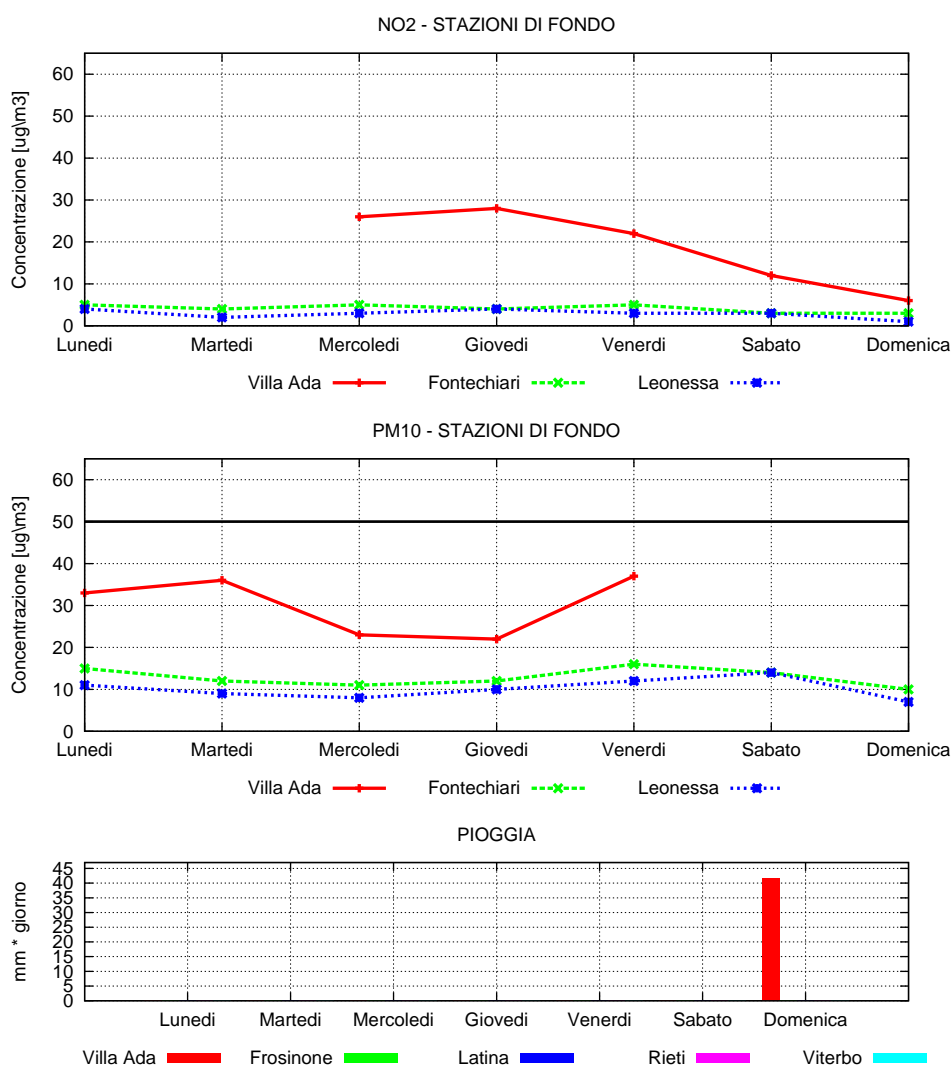 NO2 - STAZIONI DI FONDO
Concentrazione [ug\m3]
60
50
40
30
20
10
0
Lunedi Martedi Mercoledi Giovedi Venerdi Sabato Domenica
Villa Ada Fontechiari Leonessa
PM10 - STAZIONI DI FONDO
Concentrazione [ug\m3]
60
50
40
30
20
10
0
Lunedi Martedi Mercoledi Giovedi Venerdi Sabato Domenica
Villa Ada Fontechiari Leonessa
PIOGGIA
mm * giorno
45
40
35
30
25
20
15
10
5
0
Lunedi Martedi Mercoledi Giovedi Venerdi Sabato Domenica
Villa Ada Frosinone Latina Rieti Viterbo